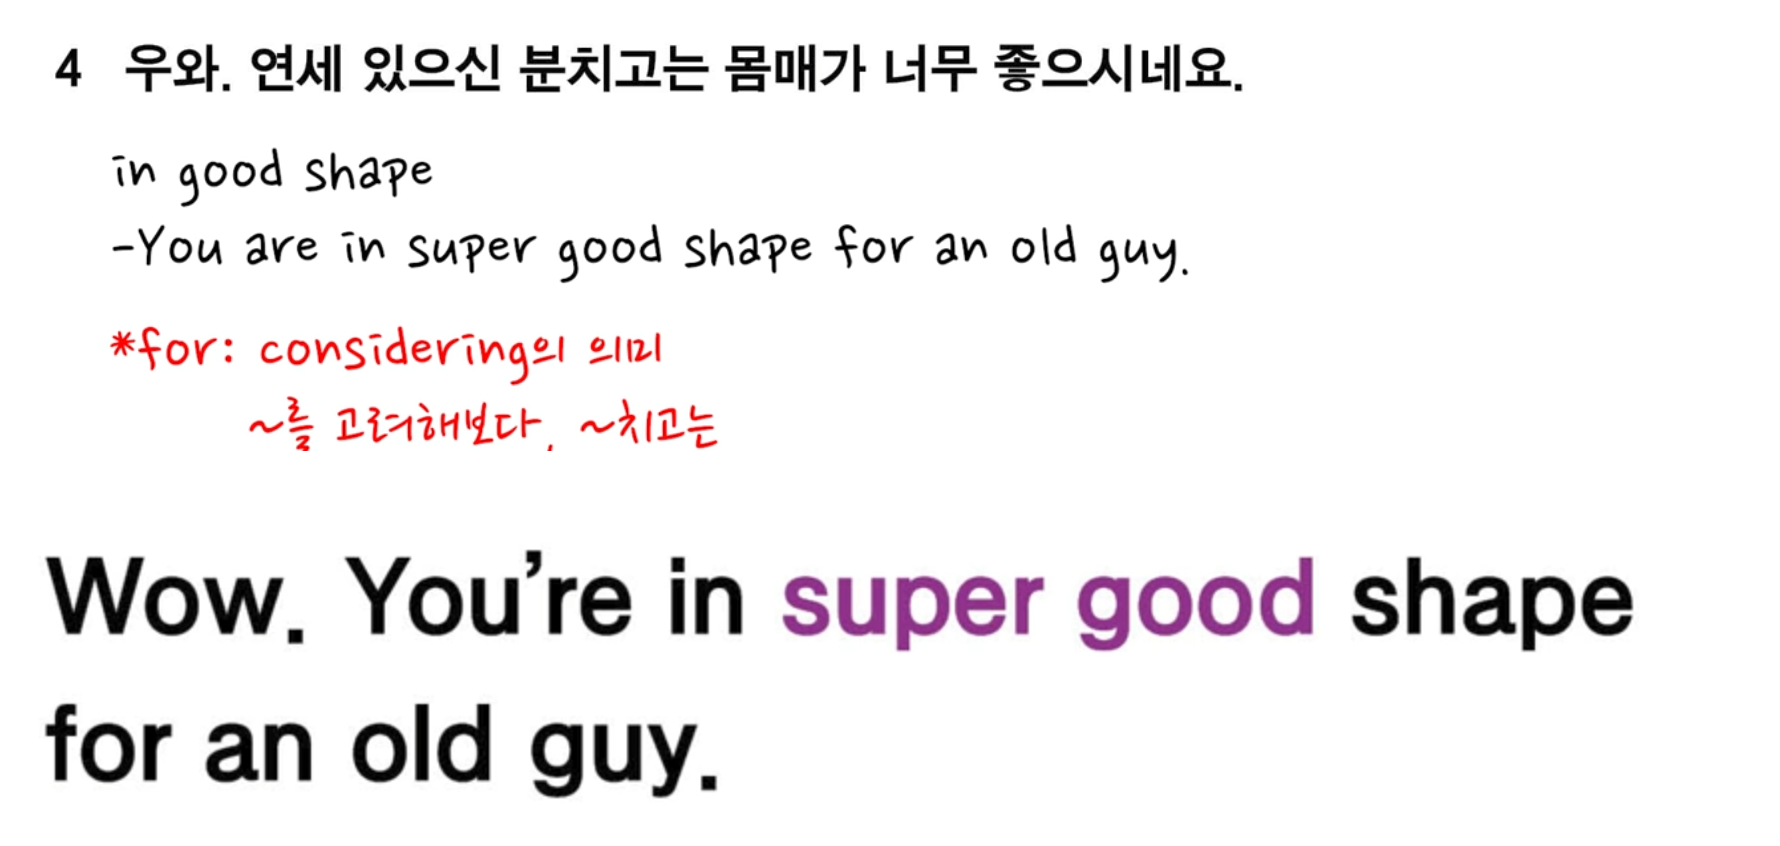 4 우와. 연세 있으신 분치고는 몸매가 너무 좋으시네요.
in good shape
-You are in super good shape for an old guy.
*for: considering의 의미
~를 고려해보다, ~치고는
Wow. You're in super good shape
for an old guy.